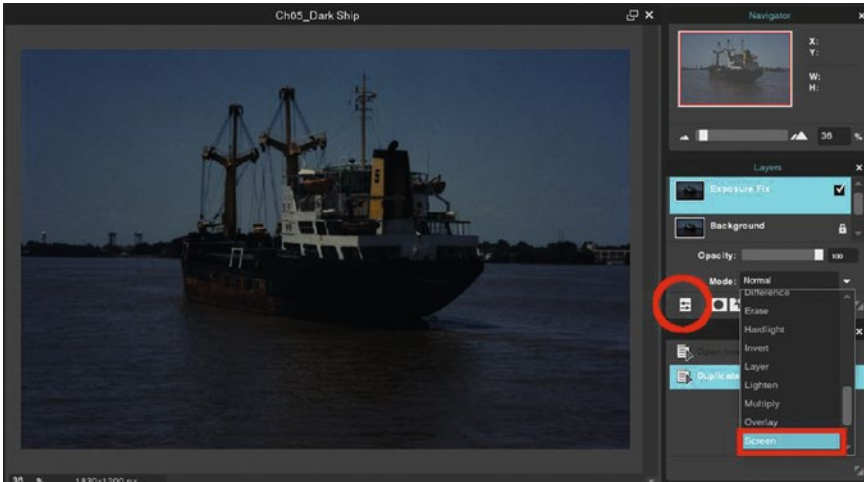 Ch05_Dark Ship
Navigator
X:
Y:
W:
H:
36 %
Layers
Exposure Fix
Background
Opacity: 100
Mode: Normal
Difference
Erase
Hardlight
Invert
Layer
Lighten
Multiply
Overlay
Screen
Duplicate
36 %